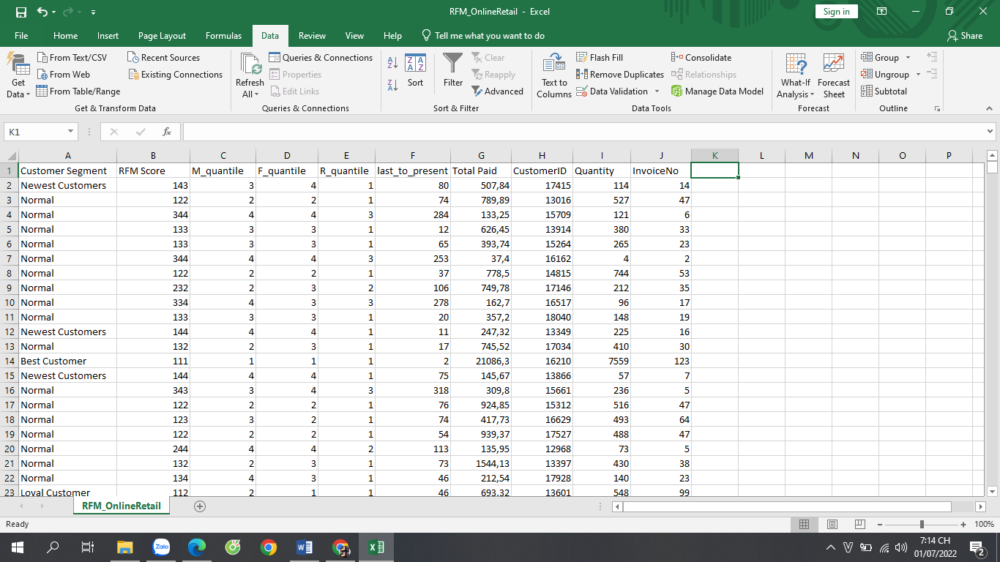 RFM_OnlineRetail - Excel
Sign in
File Home Insert Page Layout Formulas Data Review View Help Tell me what you want to do Share
From Text/CSV Recent Sources Queries & Connections Clear Flash Fill Consolidate Group
From Web Existing Connections Properties Reapply Remove Duplicates Relationships Ungroup
From Table/Range Edit Links Advanced Data Validation Manage Data Model Subtotal
Get Data Refresh All Sort Filter Text to Columns What-If Analysis Forecast Sheet
Get & Transform Data Queries & Connections Sort & Filter Data Tools Forecast Outline
K1 fx
A B C D E F G H I J K L M N O P
1 Customer Segment RFM Score M_quantile F_quantile R_quantile last_to_present Total Paid CustomerID Quantity InvoiceNo
2 Newest Customers 143 3 4 1 80 507,84 17415 114 14
3 Normal 122 2 2 1 74 789,89 13016 527 47
4 Normal 344 4 4 3 284 133,25 15709 121 6
5 Normal 133 3 3 1 12 626,45 13914 380 33
6 Normal 133 3 3 1 65 393,74 15264 265 23
7 Normal 344 4 4 3 253 37,4 16162 4 2
8 Normal 122 2 2 1 37 778,5 14815 744 53
9 Normal 232 2 3 2 106 749,78 17146 212 35
10 Normal 334 4 3 3 278 162,7 16517 96 17
11 Normal 133 3 3 1 20 357,2 18040 148 19
12 Newest Customers 144 4 4 1 11 247,32 13349 225 16
13 Normal 132 2 3 1 17 745,52 17034 410 30
14 Best Customer 111 1 1 1 2 21086,3 16210 7559 123
15 Newest Customers 144 4 4 1 75 145,67 13866 57 7
16 Normal 343 3 4 3 318 309,8 15661 236 5
17 Normal 122 2 2 1 76 924,85 15312 516 47
18 Normal 123 3 2 1 74 417,73 16629 493 64
19 Normal 122 2 2 1 54 939,37 17527 488 47
20 Normal 244 4 4 2 113 135,95 12968 73 5
21 Normal 132 2 3 1 73 1544,13 13397 430 38
22 Normal 134 4 3 1 46 212,54 17928 140 23
23 Loyal Customer 112 2 1 1 46 693,32 13601 548 99
RFM_OnlineRetail
Ready 100%
Zalo
7:14 CH
01/07/2022
2